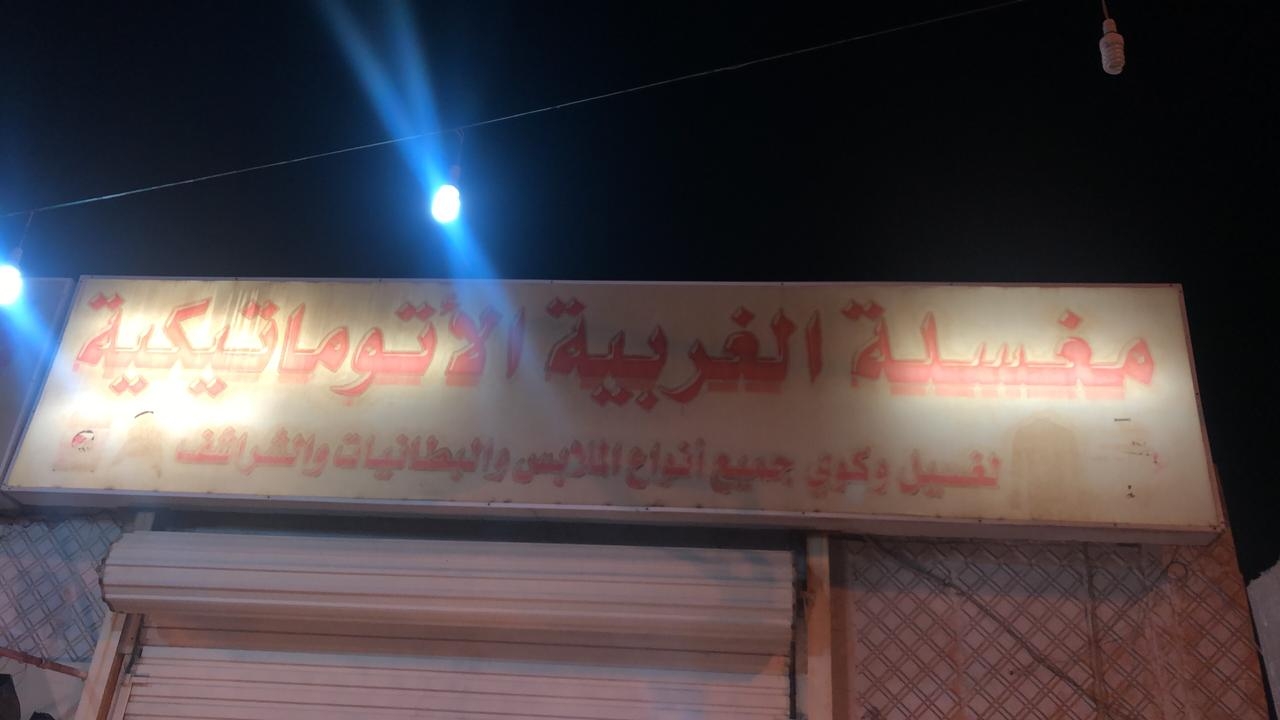 مغسلة الغربية الأتوماتيكية
لغسيل وكوي جميع أنواع الملابس والبطانيات والشراشف